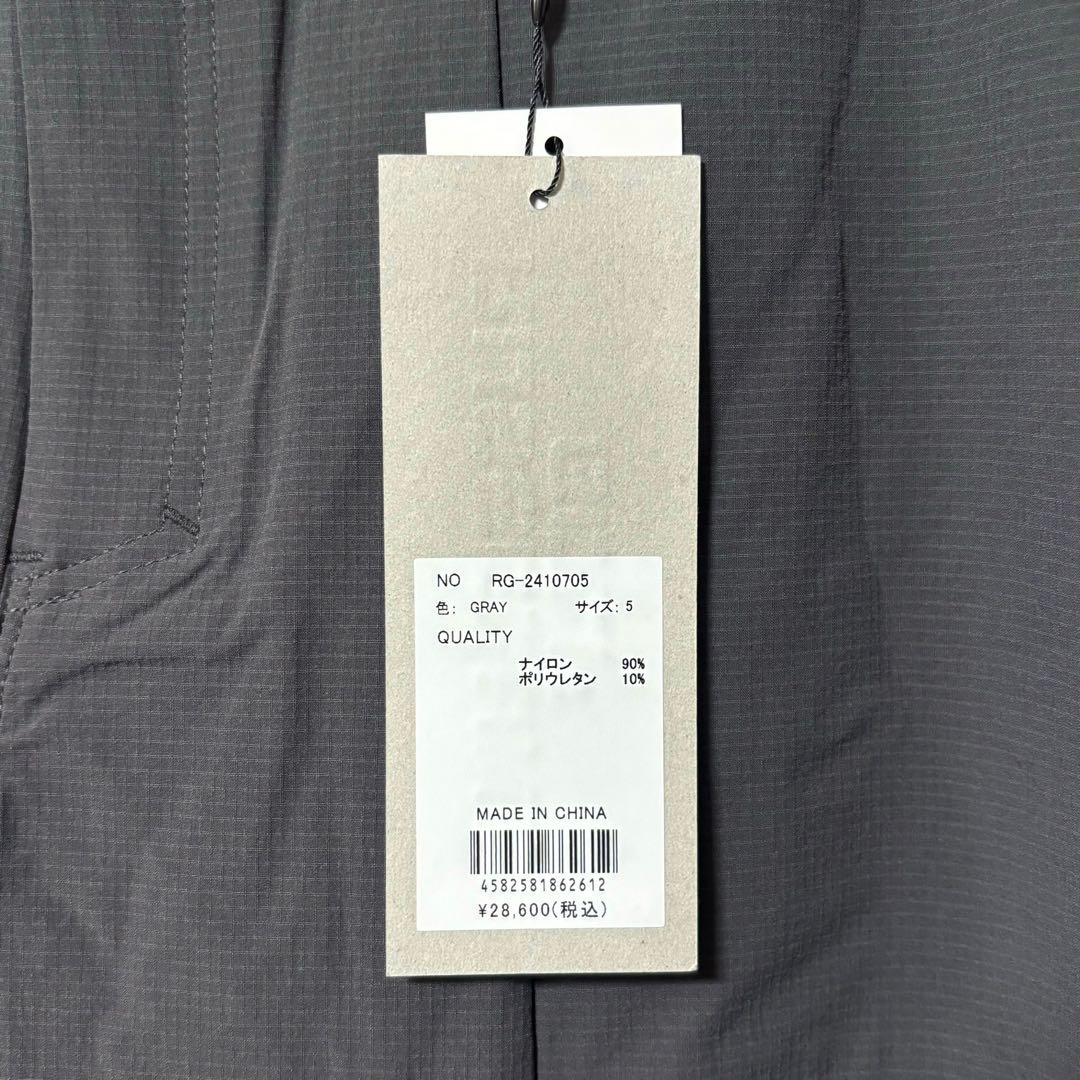 NO RG-2410705
色: GRAY サイズ: 5
QUALITY
ナイロン 90%
ポリウレタン 10%
MADE IN CHINA
4582581862612
¥28,600(税込)